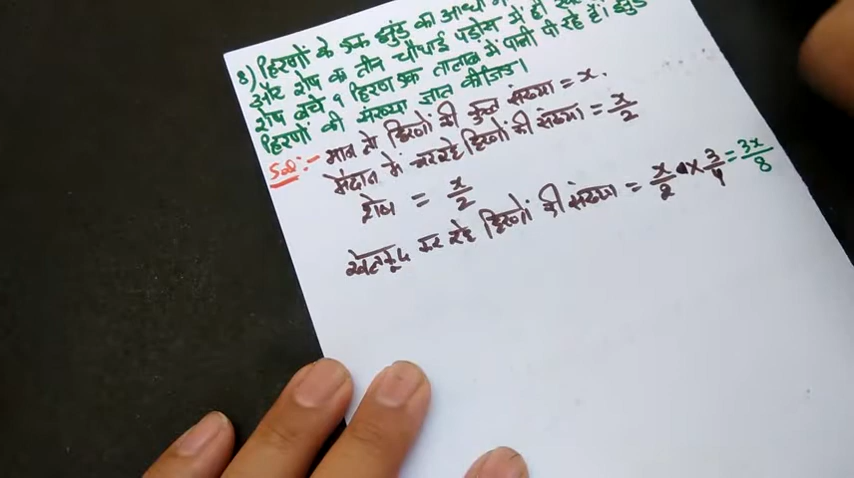 8) हिरणों के एक झुंड का आधा
और शेष का तीन चौथाई पड़ोस में ही
शेष बचे 9 हिरण एक तालाब में पानी पी रहे हैं। झुंड
हिरणों की संख्या ज्ञात कीजिए।
Sol:- माना की हिरणों की कुल संख्या = x.
मैदान में चर रहे हिरणों की संख्या = x/2
शेष = x/2
खेलकूद कर रहे हिरणों की संख्या = x/2 × 3/4 = 3x/8